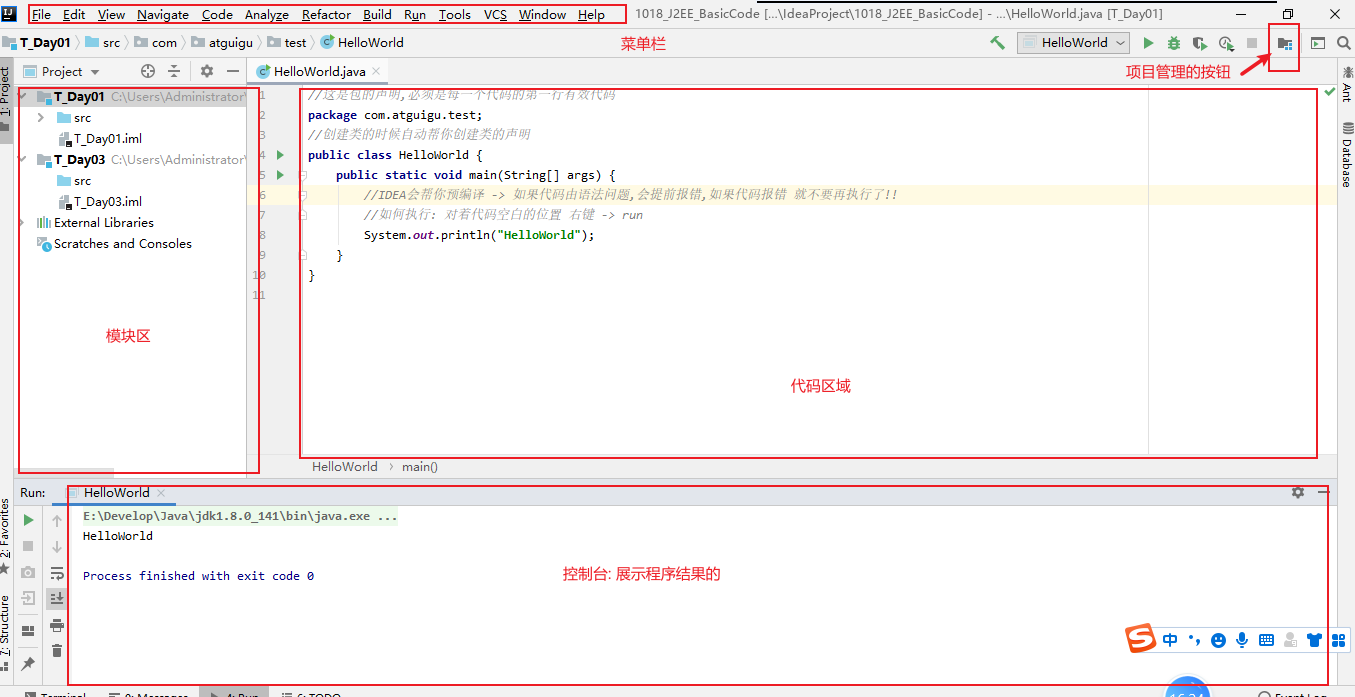 File Edit View Navigate Code Analyze Refactor Build Run Tools VCS Window Help
1018_J2EE_BasicCode [...\IdeaProject\1018_J2EE_BasicCode] - ...\HelloWorld.java [T_Day01]
T_Day01 src com atguigu test HelloWorld
菜单栏
HelloWorld
项目管理的按钮
1: Project
Project
HelloWorld.java
T_Day01 C:\Users\Administrator\
src
T_Day01.iml
T_Day03 C:\Users\Administrator\
src
T_Day03.iml
External Libraries
Scratches and Consoles
模块区
1 //这是包的声明,必须是每一个代码的第一行有效代码
2 package com.atguigu.test;
3 //创建类的时候自动帮你创建类的声明
4 public class HelloWorld {
5 public static void main(String[] args) {
6 //IDEA会帮你预编译 -> 如果代码由语法问题,会提前报错,如果代码报错 就不要再执行了!!
7 //如何执行: 对着代码空白的位置 右键 -> run
8 System.out.println("HelloWorld");
9 }
10 }
11
代码区域
Ant
Database
HelloWorld main()
Run: HelloWorld
E:\Develop\Java\jdk1.8.0_141\bin\java.exe ...
HelloWorld
Process finished with exit code 0
控制台: 展示程序结果的
2: Favorites
7: Structure
S 中
Terminal 0: Messages 4: Run 6: TODO
16:24
Event Log